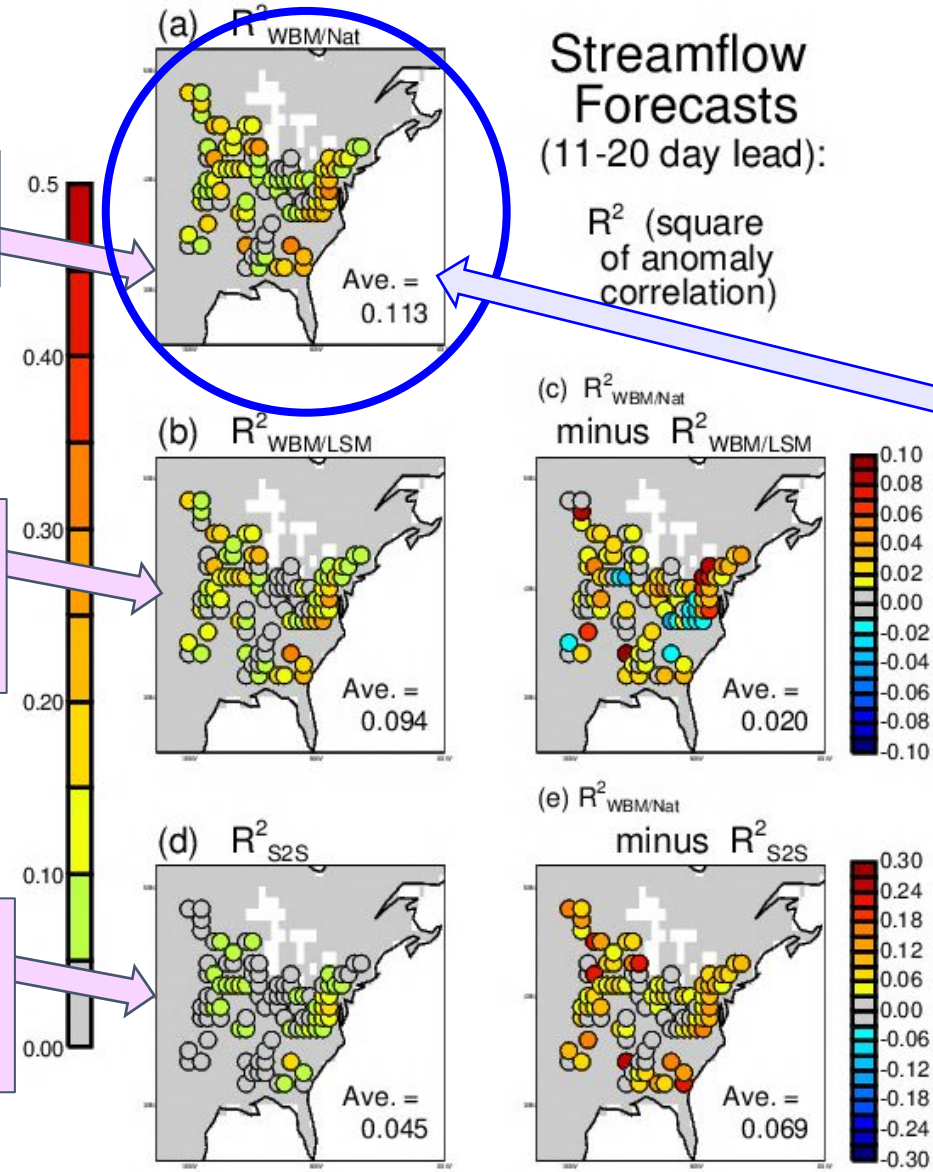 (a) R²WBM/Nat
Ave. =
0.113
Streamflow
Forecasts
(11-20 day lead):
R² (square
of anomaly
correlation)
0.5
0.40
0.30
0.20
0.10
0.00
(b) R²WBM/LSM
Ave. =
0.094
(c) R²WBM/Nat
minus R²WBM/LSM
Ave. =
0.020
0.10
0.08
0.06
0.04
0.02
0.00
-0.02
-0.04
-0.06
-0.08
-0.10
(d) R²S2S
Ave. =
0.045
(e) R²WBM/Nat
minus R²S2S
Ave. =
0.069
0.30
0.24
0.18
0.12
0.06
0.00
-0.06
-0.12
-0.18
-0.24
-0.30